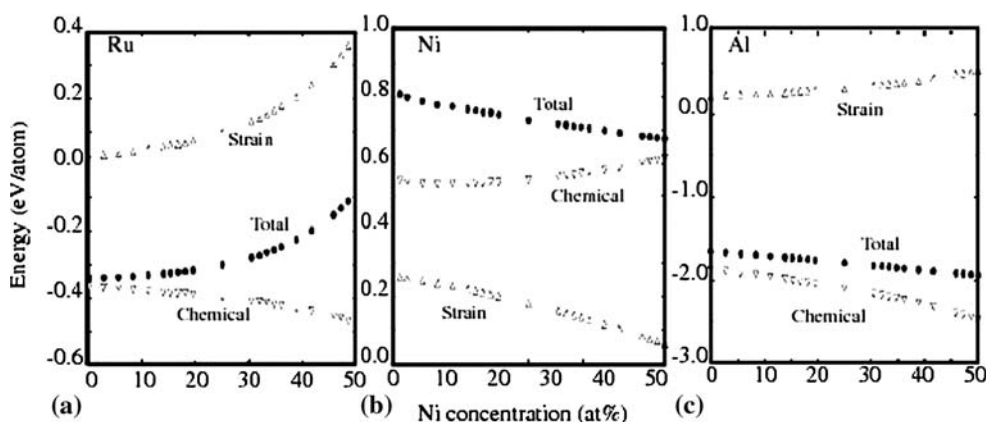 Ru
0.4
0.2
0.0
-0.2
-0.4
-0.6
Strain
Total
Chemical
0 10 20 30 40 50
(a)
Energy (eV/atom)
Ni
1.0
0.8
0.6
0.4
0.2
0.0
Total
Chemical
Strain
0 10 20 30 40 50
(b)
Ni concentration (at%)
Al
1.0
0.0
-1.0
-2.0
-3.0
Strain
Total
Chemical
0 10 20 30 40 50
(c)